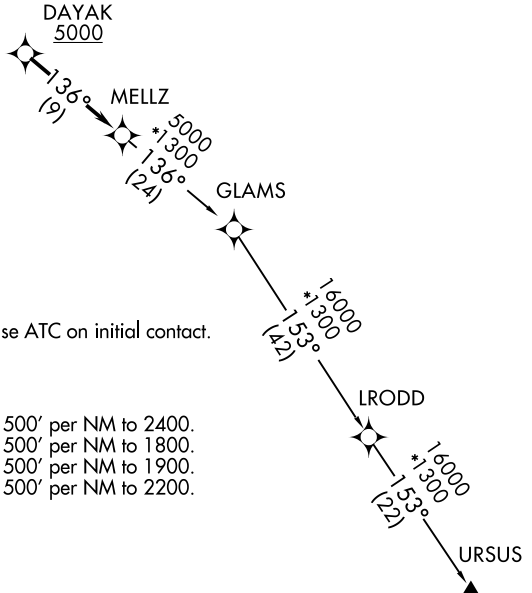 DAYAK
5000
136°
(9)
MELLZ
5000
*1300
136°
(24)
GLAMS
16000
*1300
153°
(42)
se ATC on initial contact.
LRODD
500' per NM to 2400.
500' per NM to 1800.
500' per NM to 1900.
500' per NM to 2200.
16000
*1300
153°
(22)
URSUS